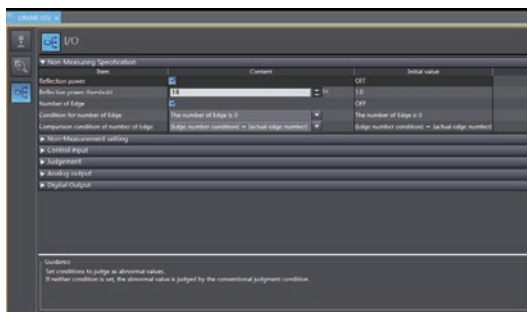 I/O
▼ Non-Measuring Specification
Item Content Initial value
Reflection power OFF
Reflection power threshold 1.0 1.0
Number of Edge OFF
Condition for number of Edge The number of Edge is 0 The number of Edge is 0
Comparison condition of number of Edge (Edge number condition) = (actual edge number) (Edge number condition) = (actual edge number)
▶ Non-Measurement setting
▶ Control input
▶ Judgement
▶ Analog output
▶ Digital Output
Guidance
Set conditions to judge as abnormal values.
If neither condition is set, the abnormal value is judged by the conventional judgment condition.